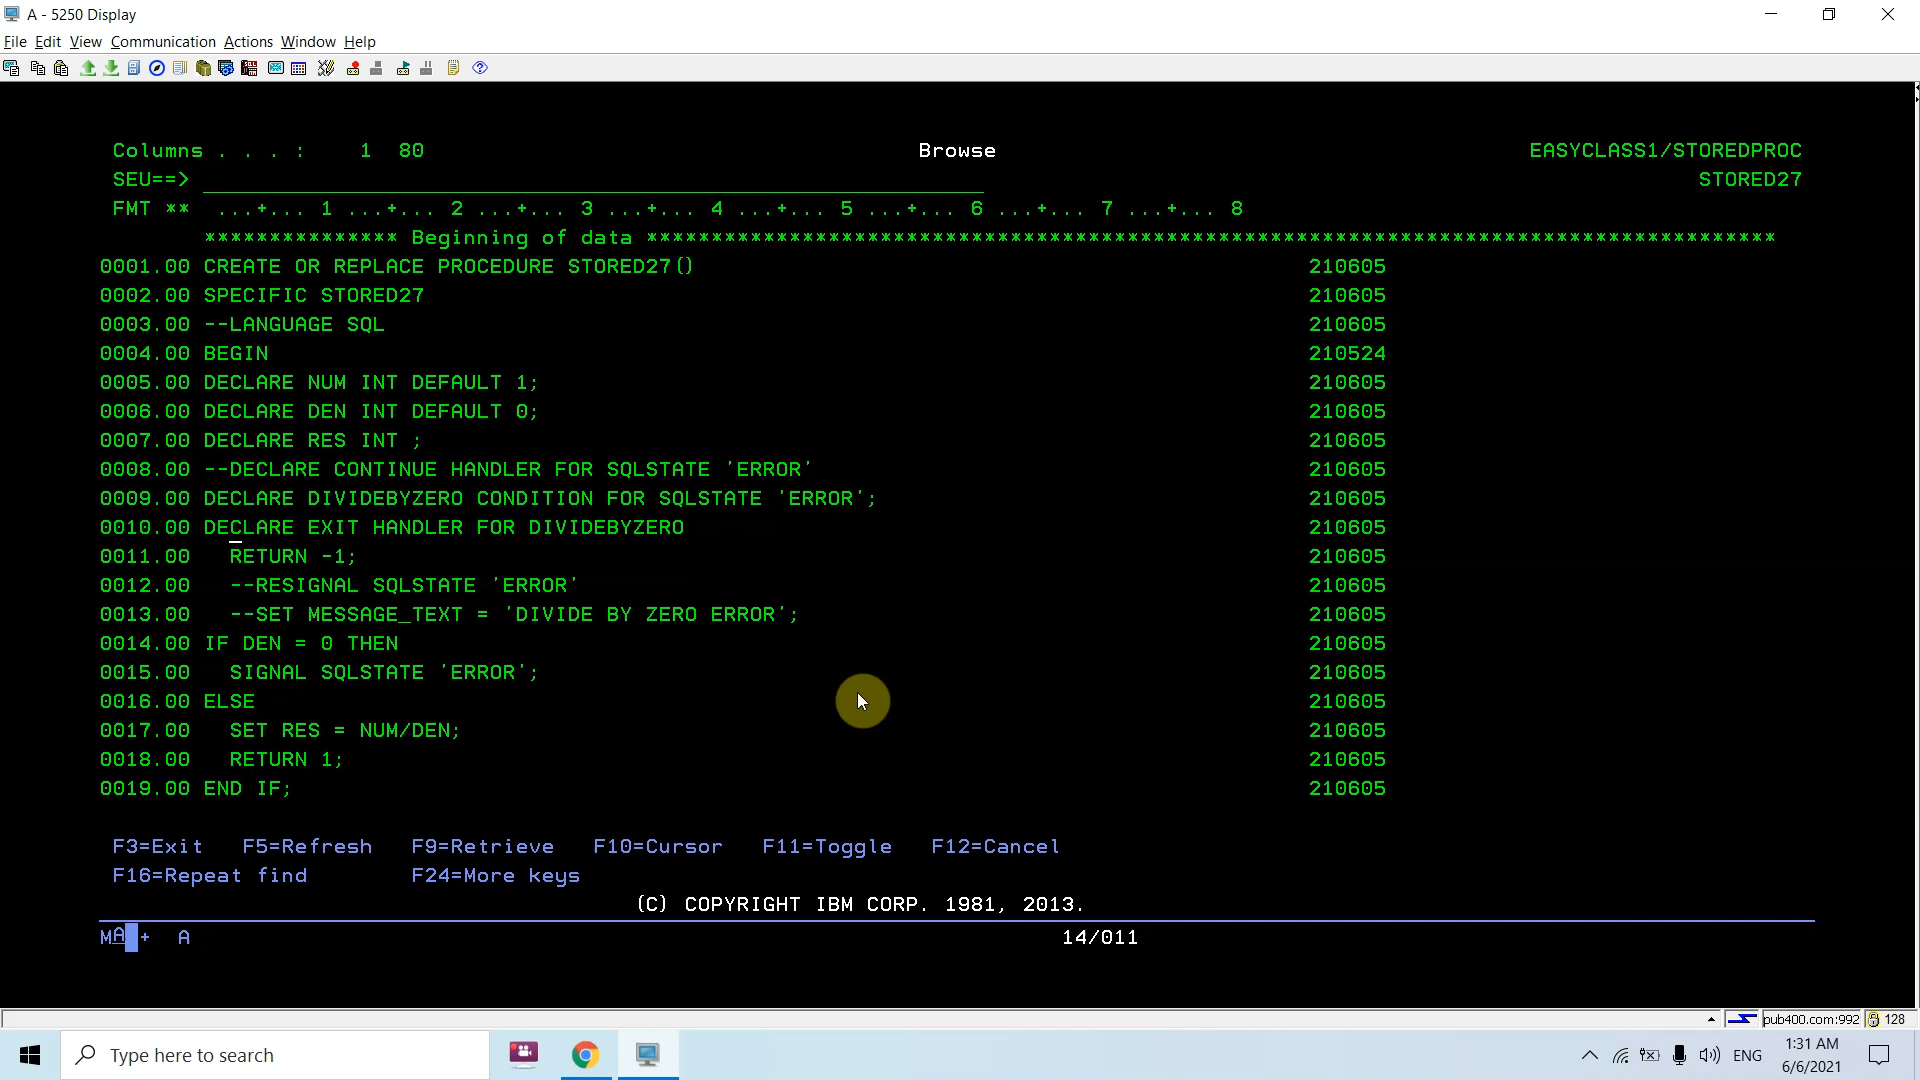 A - 5250 Display
File Edit View Communication Actions Window Help
Columns . . . : 1 80 Browse EASYCLASS1/STOREDPROC
SEU==> STORED27
FMT ** ...+... 1 ...+... 2 ...+... 3 ...+... 4 ...+... 5 ...+... 6 ...+... 7 ...+... 8
*************** Beginning of data ***************************************************************************************
0001.00 CREATE OR REPLACE PROCEDURE STORED27() 210605
0002.00 SPECIFIC STORED27 210605
0003.00 --LANGUAGE SQL 210605
0004.00 BEGIN 210524
0005.00 DECLARE NUM INT DEFAULT 1; 210605
0006.00 DECLARE DEN INT DEFAULT 0; 210605
0007.00 DECLARE RES INT ; 210605
0008.00 --DECLARE CONTINUE HANDLER FOR SQLSTATE 'ERROR' 210605
0009.00 DECLARE DIVIDEBYZERO CONDITION FOR SQLSTATE 'ERROR'; 210605
0010.00 DECLARE EXIT HANDLER FOR DIVIDEBYZERO 210605
0011.00 RETURN -1; 210605
0012.00 --RESIGNAL SQLSTATE 'ERROR' 210605
0013.00 --SET MESSAGE_TEXT = 'DIVIDE BY ZERO ERROR'; 210605
0014.00 IF DEN = 0 THEN 210605
0015.00 SIGNAL SQLSTATE 'ERROR'; 210605
0016.00 ELSE 210605
0017.00 SET RES = NUM/DEN; 210605
0018.00 RETURN 1; 210605
0019.00 END IF; 210605
F3=Exit F5=Refresh F9=Retrieve F10=Cursor F11=Toggle F12=Cancel
F16=Repeat find F24=More keys
(C) COPYRIGHT IBM CORP. 1981, 2013.
MA + A 14/011
pub400.com:992 128
Type here to search ENG 1:31 AM
6/6/2021